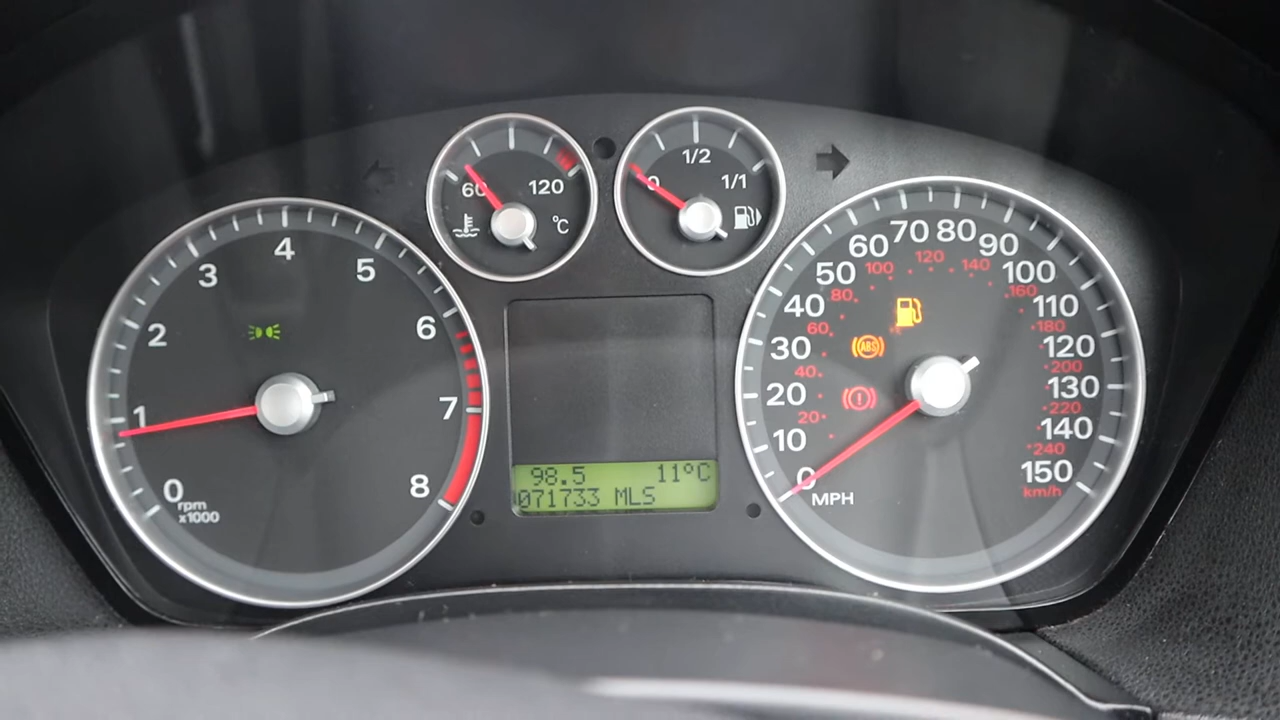 60 120
°C
0 1/2 1/1
0 1 2 3 4 5 6 7 8
rpm
x1000
98.5 11°C
071733 MLS
0 10 20 30 40 50 60 70 80 90 100 110 120 130 140 150
MPH
20 40 60 80 100 120 140 160 180 200 220 240
km/h
ABS
!